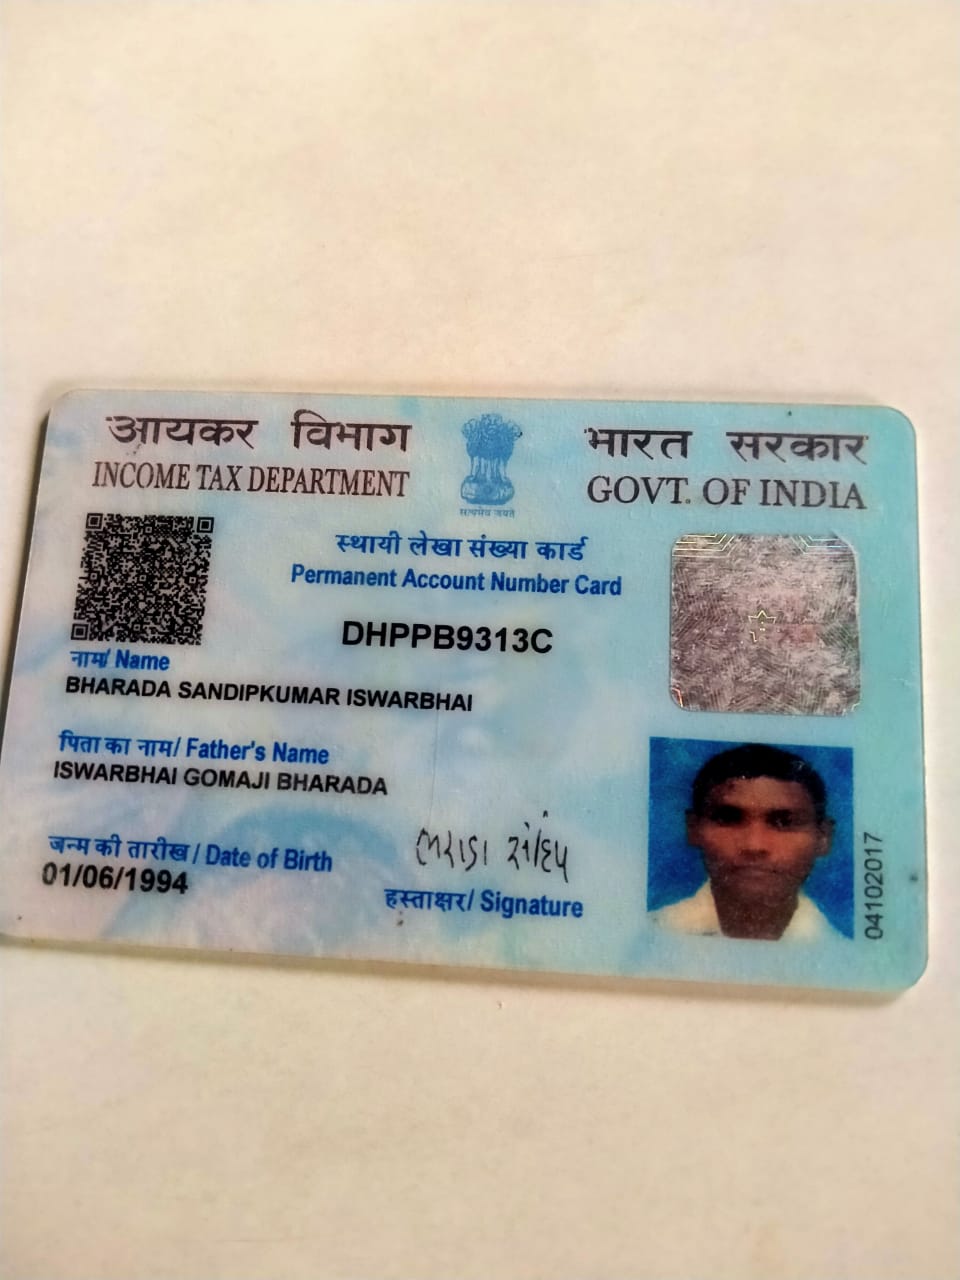 आयकर विभाग
INCOME TAX DEPARTMENT
सत्यमेव जयते
भारत सरकार
GOVT. OF INDIA
स्थायी लेखा संख्या कार्ड
Permanent Account Number Card
DHPPB9313C
नाम/ Name
BHARADA SANDIPKUMAR ISWARBHAI
पिता का नाम/ Father's Name
ISWARBHAI GOMAJI BHARADA
जन्म की तारीख/ Date of Birth
01/06/1994
ભરાડા સંદિપ
हस्ताक्षर/ Signature
04102017